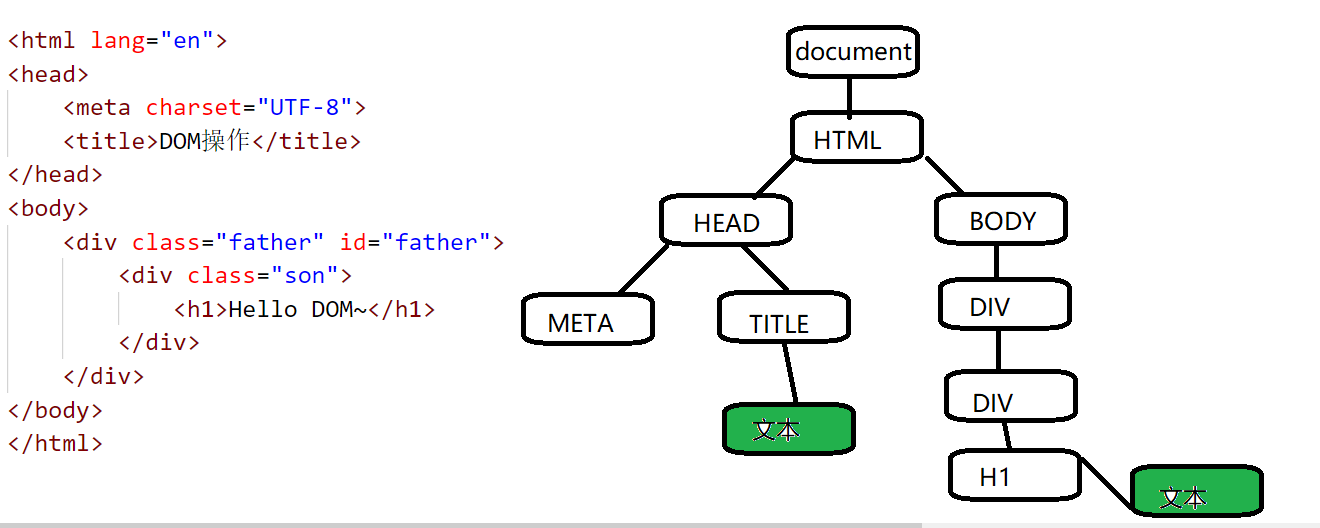 <html lang="en">
<head>
<meta charset="UTF-8">
<title>DOM操作</title>
</head>
<body>
<div class="father" id="father">
<div class="son">
<h1>Hello DOM~</h1>
</div>
</div>
</body>
</html>
document
HTML
HEAD
BODY
META
TITLE
DIV
文本
DIV
H1
文本